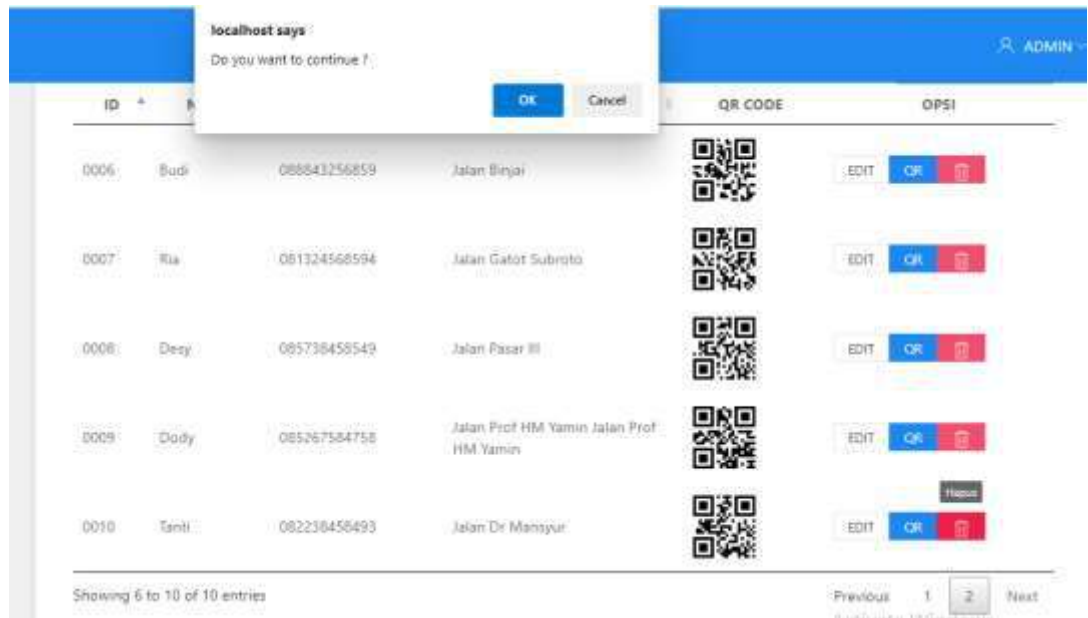 localhost says
Do you want to continue ?
OK Cancel
ADMIN
ID QR CODE OPSI
0006 Budi 088843256859 Jalan Binjai EDIT QR
0007 Ria 081324568594 Jalan Gatot Subroto EDIT QR
0008 Desy 085738458549 Jalan Pasar III EDIT QR
0009 Dody 085267584758 Jalan Prof HM Yamin Jalan Prof
HM Yamin EDIT QR
Hapus
0010 Tanti 082238458493 Jalan Dr Mansyur EDIT QR
Showing 6 to 10 of 10 entries
Previous 1 2 Next